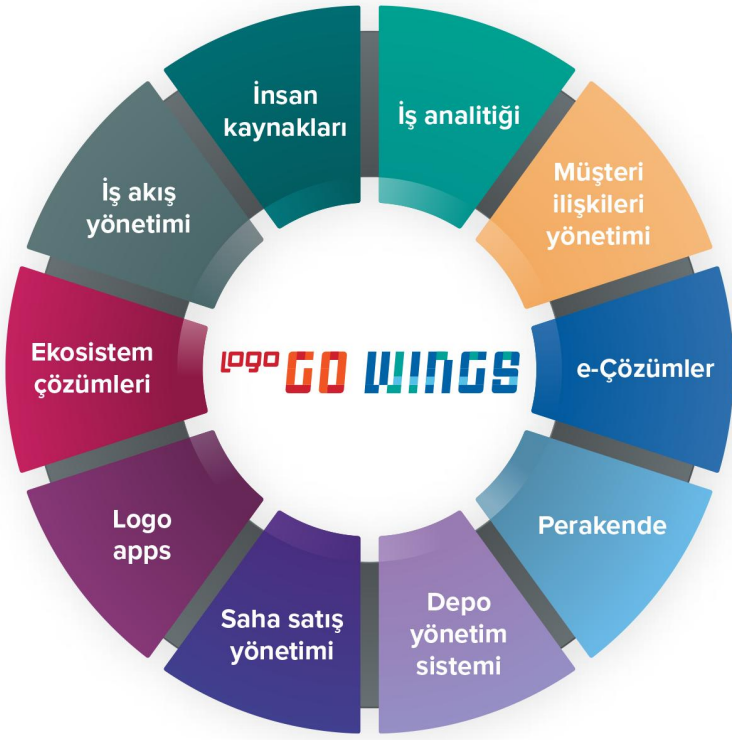 İnsan
kaynakları
İş analitiği
Müşteri
ilişkileri
yönetimi
e-Çözümler
Perakende
Depo
yönetim
sistemi
Saha satış
yönetimi
Logo
apps
Ekosistem
çözümleri
İş akış
yönetimi
LOGO GO WINGS